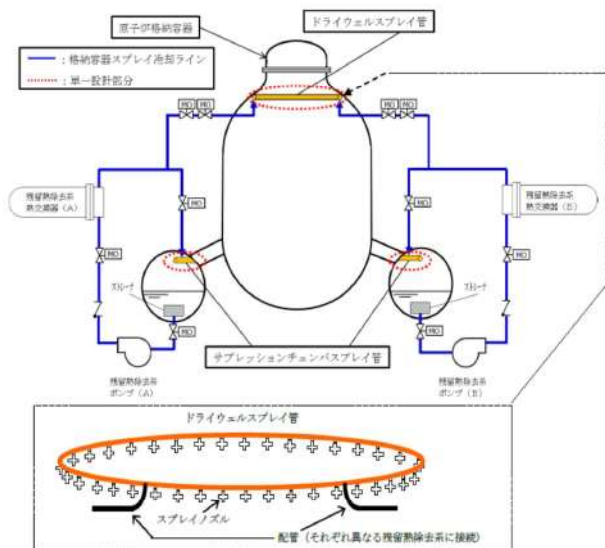 原子炉格納容器
ドライウェルスプレイ管
：格納容器スプレイ冷却ライン
：単一設計部分
MO MO
MO MO
残留熱除去系
熱交換器（A）
MO
MO
残留熱除去系
熱交換器（B）
MO
MO
ストレーナ
ストレーナ
MO
MO
サプレッションチェンバスプレイ管
残留熱除去系
ポンプ（A）
残留熱除去系
ポンプ（B）
ドライウェルスプレイ管
スプレイノズル
配管（それぞれ異なる残留熱除去系に接続）